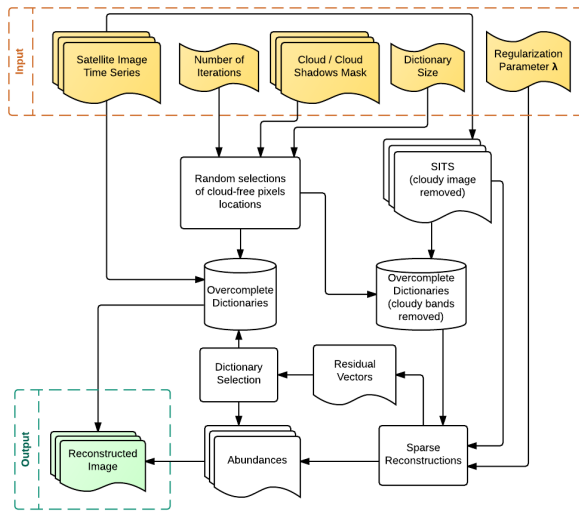 Input
Satellite Image
Time Series
Number of
Iterations
Cloud / Cloud
Shadows Mask
Dictionary
Size
Regularization
Parameter λ
Random selections
of cloud-free pixels
locations
SITS
(cloudy image
removed)
Overcomplete
Dictionaries
Overcomplete
Dictionaries
(cloudy bands
removed)
Dictionary
Selection
Residual
Vectors
Output
Reconstructed
Image
Abundances
Sparse
Reconstructions